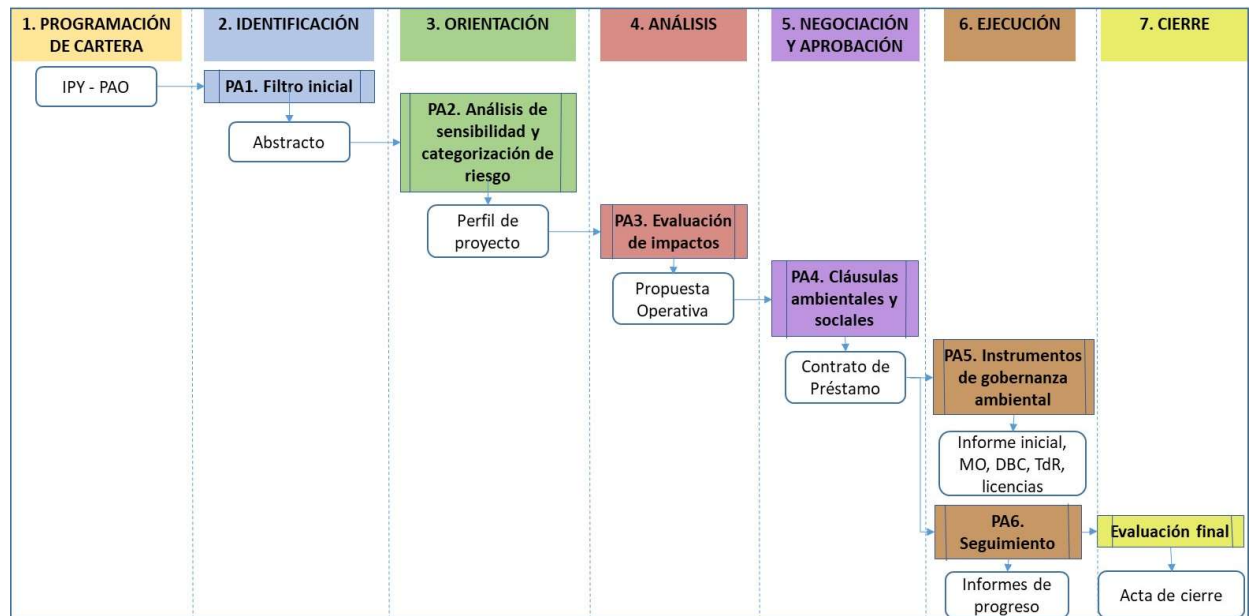 1. PROGRAMACIÓN
DE CARTERA
2. IDENTIFICACIÓN
3. ORIENTACIÓN
4. ANÁLISIS
5. NEGOCIACIÓN
Y APROBACIÓN
6. EJECUCIÓN
7. CIERRE
IPY - PAO
PA1. Filtro inicial
Abstracto
PA2. Análisis de
sensibilidad y
categorización de
riesgo
Perfil de
proyecto
PA3. Evaluación
de impactos
Propuesta
Operativa
PA4. Cláusulas
ambientales y
sociales
Contrato de
Préstamo
PA5. Instrumentos
de gobernanza
ambiental
Informe inicial,
MO, DBC, TdR,
licencias
PA6.
Seguimiento
Informes de
progreso
Evaluación final
Acta de cierre